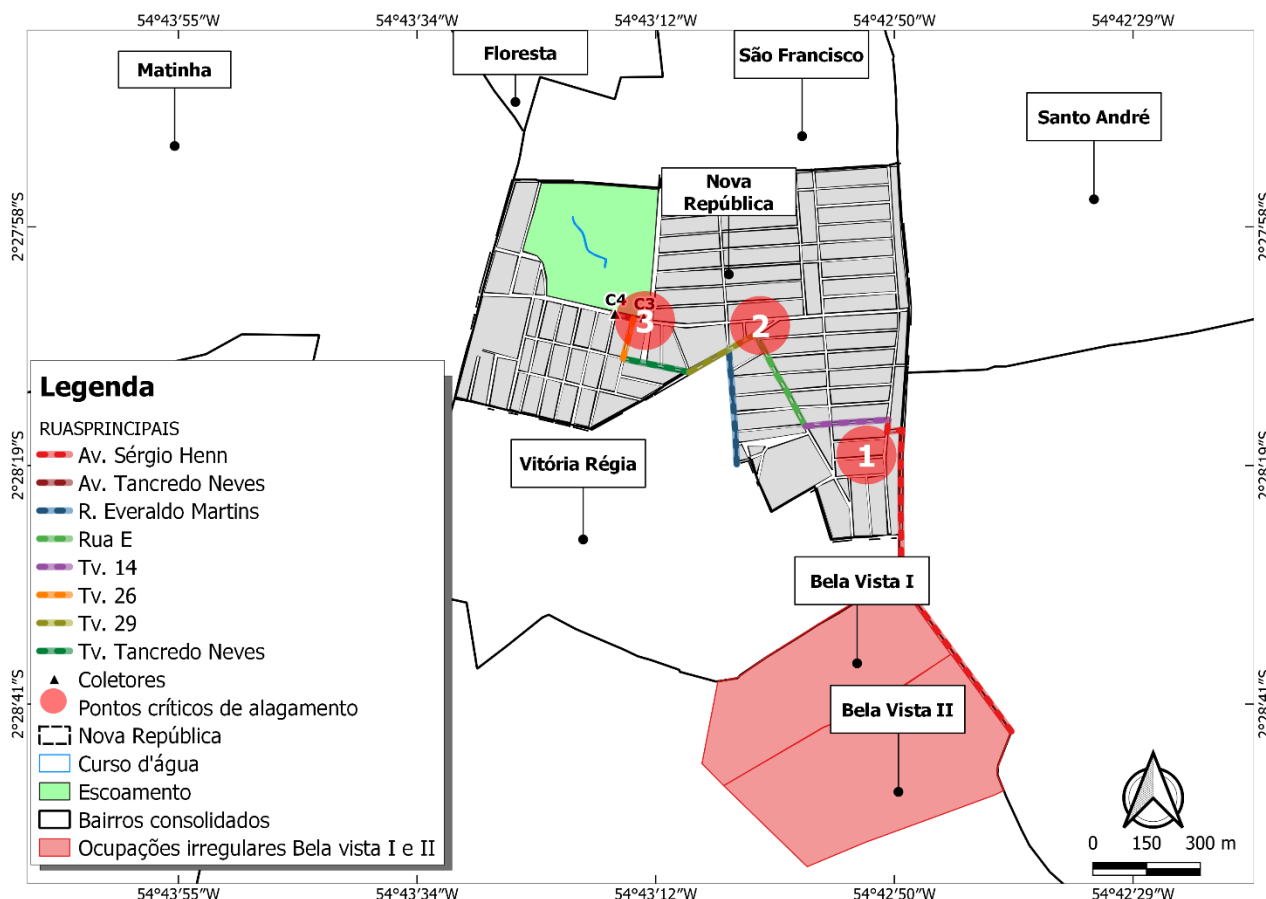 54°43'55"W 54°43'34"W 54°43'12"W 54°42'50"W 54°42'29"W
Floresta
São Francisco
Matinha
Santo André
Nova
República
2°27'58"S 2°27'58"S
C4 C3
3
2
1
Vitória Régia
2°28'19"S 2°28'19"S
Legenda
RUASPRINCIPAIS
Av. Sérgio Henn
Av. Tancredo Neves
R. Everaldo Martins
Rua E
Tv. 14
Tv. 26
Tv. 29
Tv. Tancredo Neves
Coletores
Pontos críticos de alagamento
Nova República
Curso d'água
Escoamento
Bairros consolidados
Ocupações irregulares Bela vista I e II
Bela Vista I
Bela Vista II
2°28'41"S 2°28'41"S
0 150 300 m
54°43'55"W 54°43'34"W 54°43'12"W 54°42'50"W 54°42'29"W